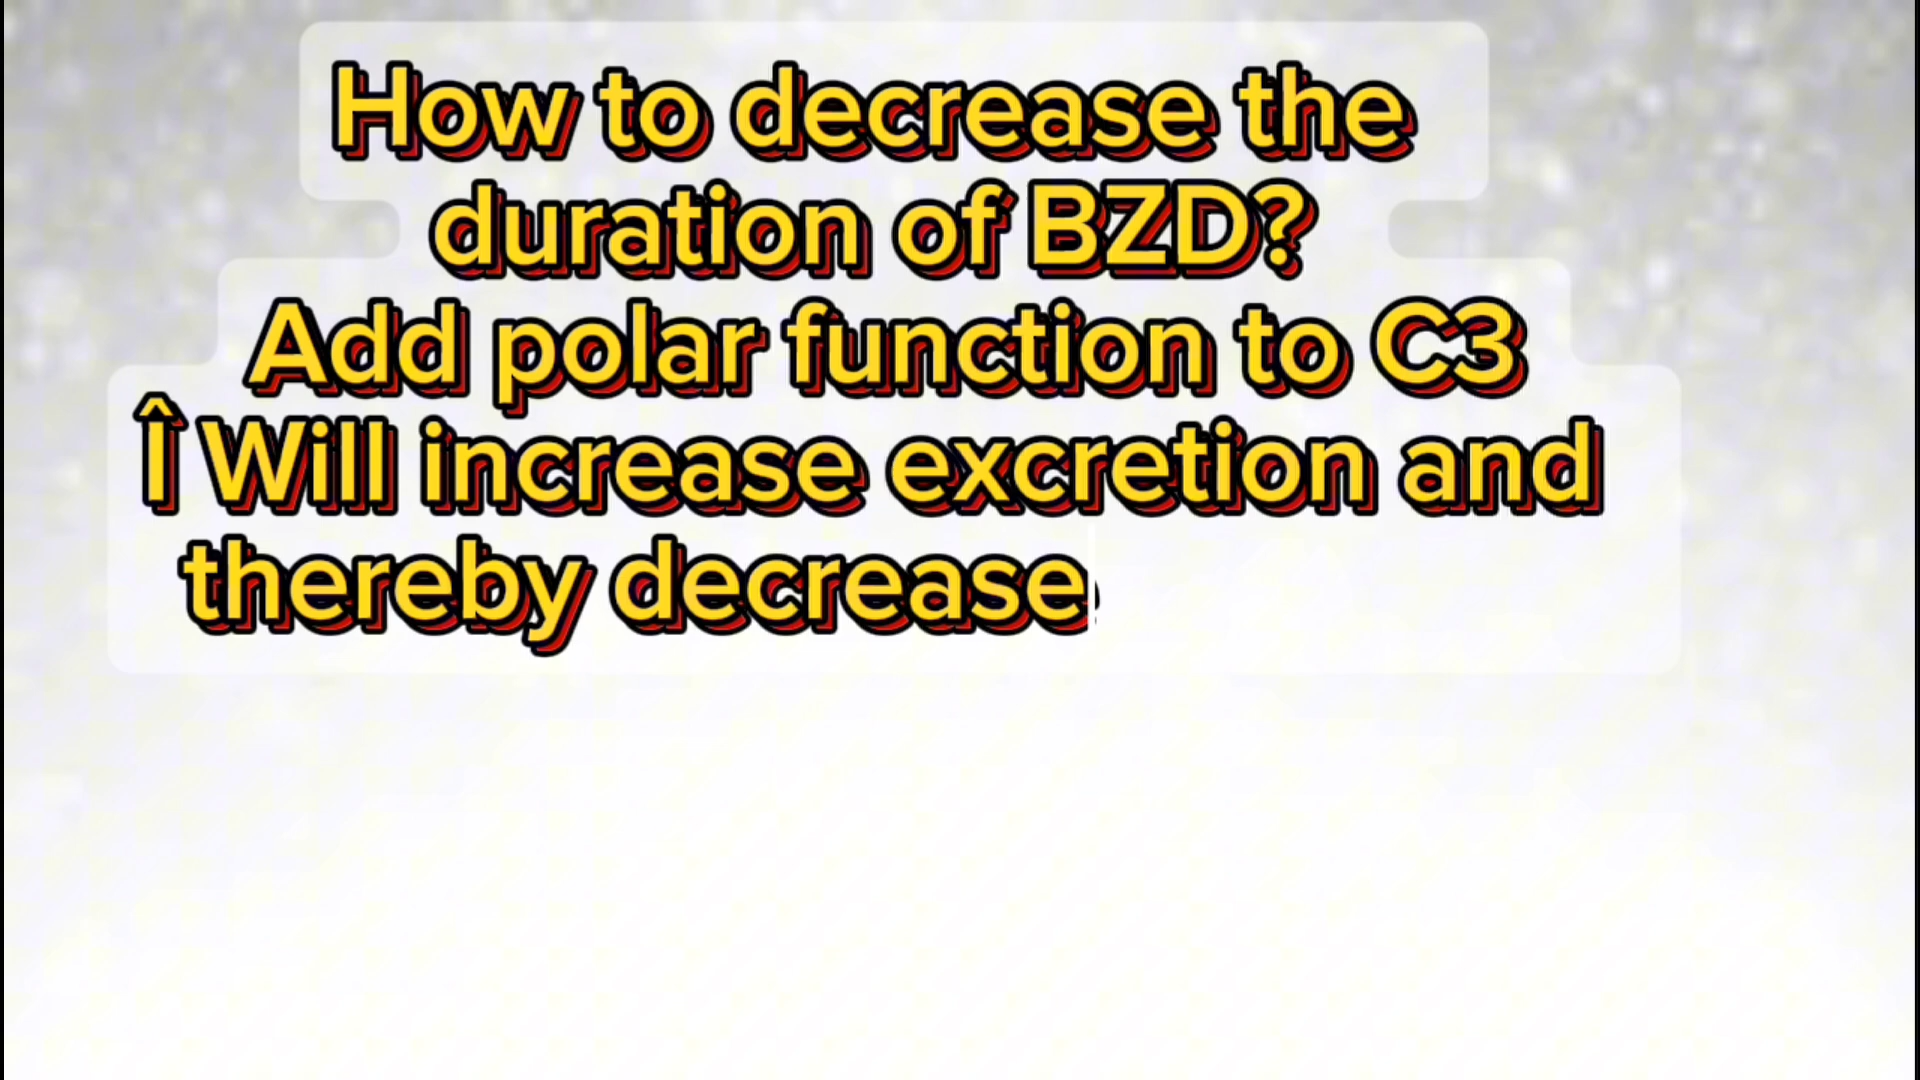 How to decrease the
duration of BZD?
Add polar function to C3
Î Will increase excretion and
thereby decrease